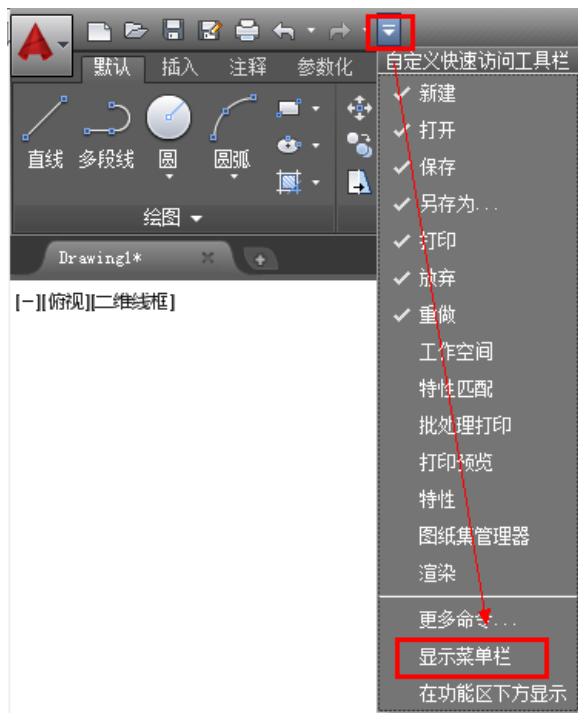 默认 插入 注释 参数化
直线 多段线 圆 圆弧
绘图
Drawing1*
[-][俯视][二维线框]
自定义快速访问工具栏
新建
打开
保存
另存为...
打印
放弃
重做
工作空间
特性匹配
批处理打印
打印预览
特性
图纸集管理器
渲染
更多命令...
显示菜单栏
在功能区下方显示